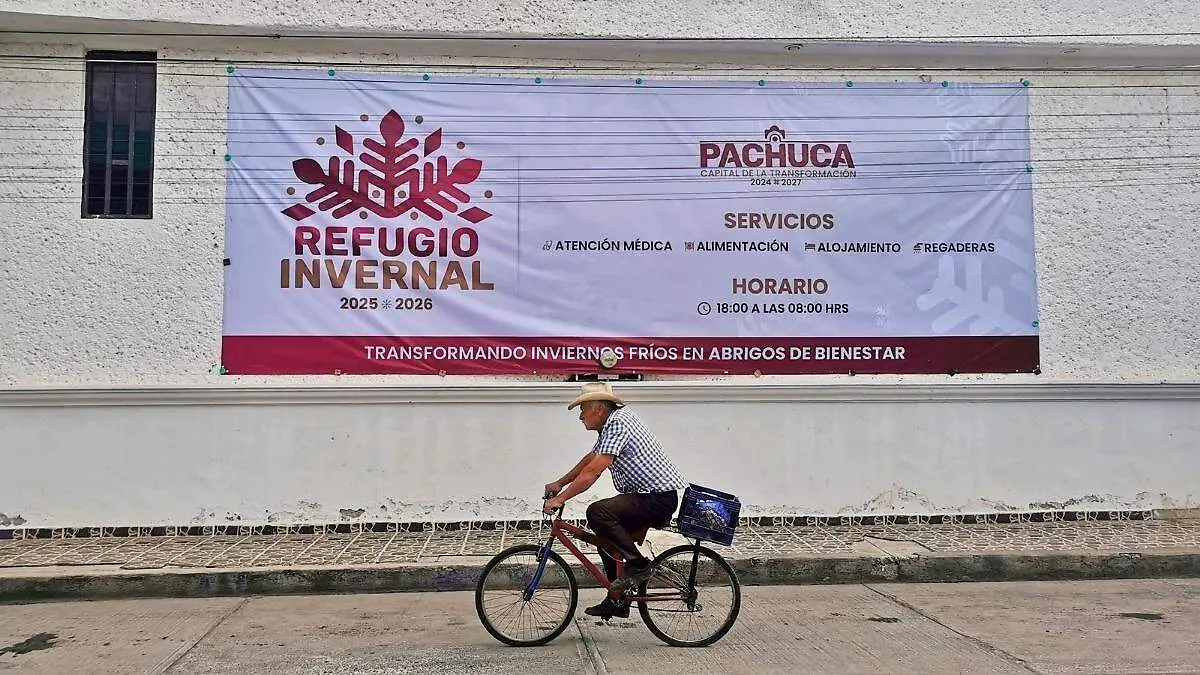 REFUGIO
INVERNAL
2025 * 2026
PACHUCA
CAPITAL DE LA TRANSFORMACIÓN
2024 * 2027
SERVICIOS
ATENCIÓN MÉDICA ALIMENTACIÓN ALOJAMIENTO REGADERAS
HORARIO
18:00 A LAS 08:00 HRS
TRANSFORMANDO INVIERNOS FRÍOS EN ABRIGOS DE BIENESTAR